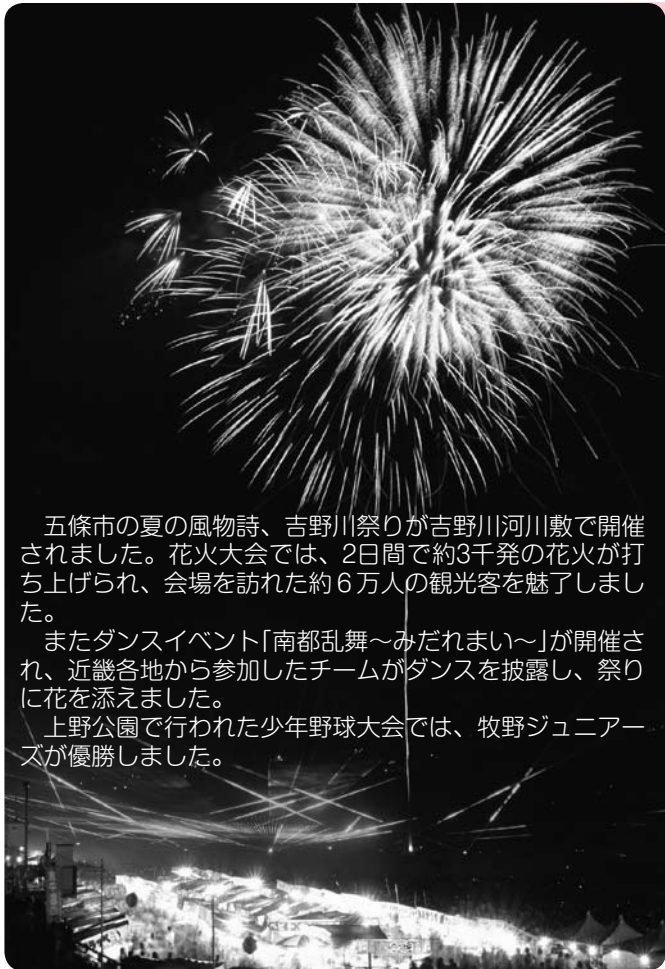 五條市の夏の風物詩、吉野川祭りが吉野川河川敷で開催
されました。花火大会では、2日間で約3千発の花火が打
ち上げられ、会場を訪れた約６万人の観光客を魅了しまし
た。
　またダンスイベント｢南都乱舞～みだれまい～｣が開催さ
れ、近畿各地から参加したチームがダンスを披露し、祭り
に花を添えました。
　上野公園で行われた少年野球大会では、牧野ジュニアー
ズが優勝しました。